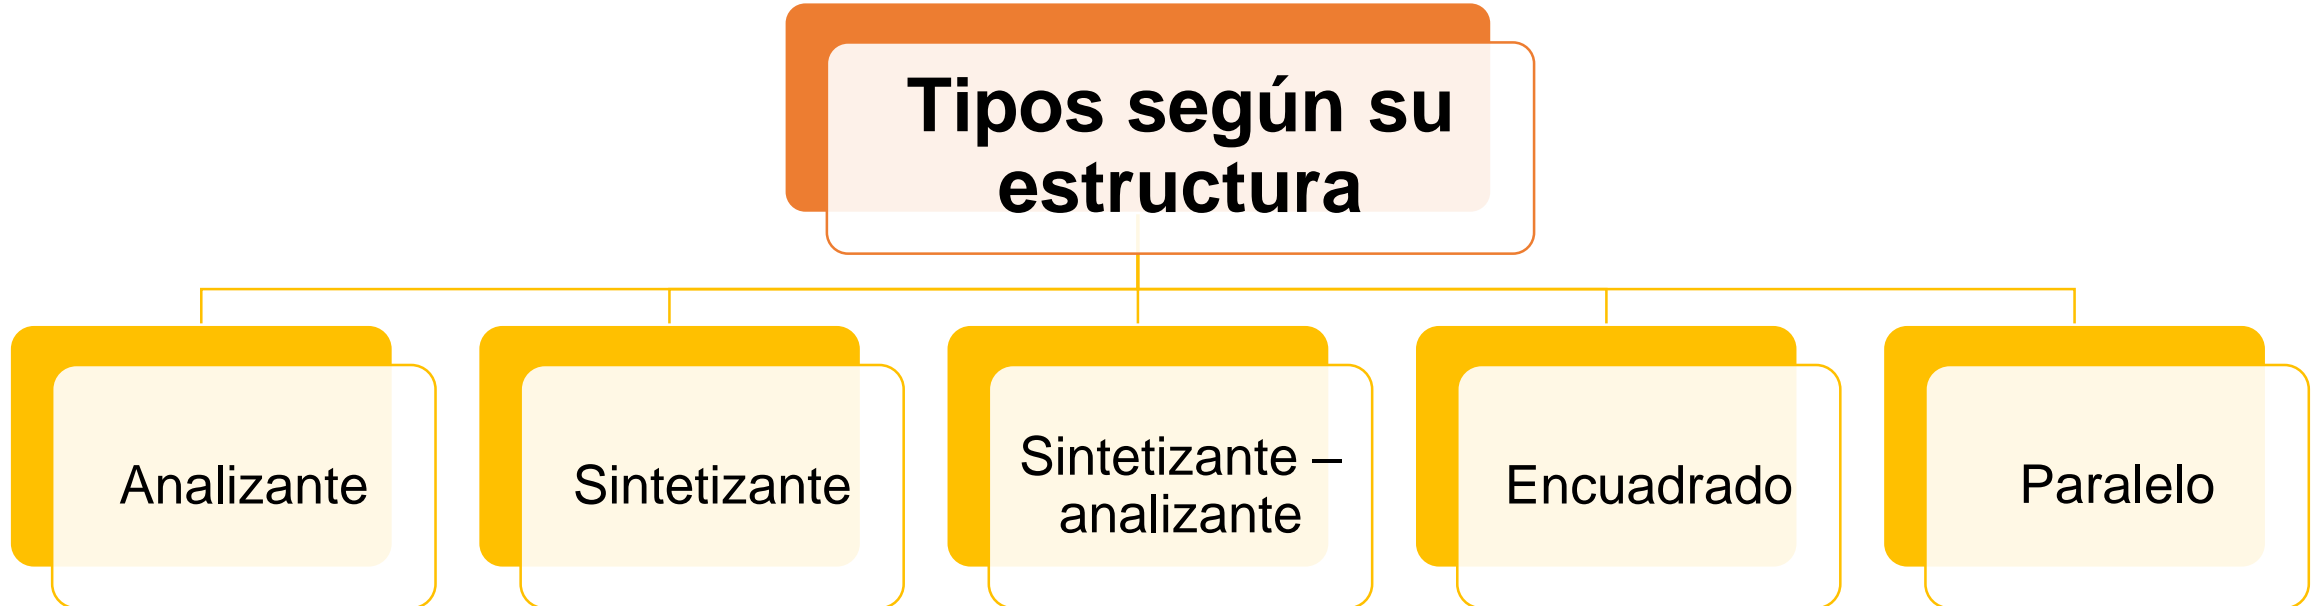 Tipos según su
estructura
Analizante
Sintetizante
Sintetizante –
analizante
Encuadrado
Paralelo